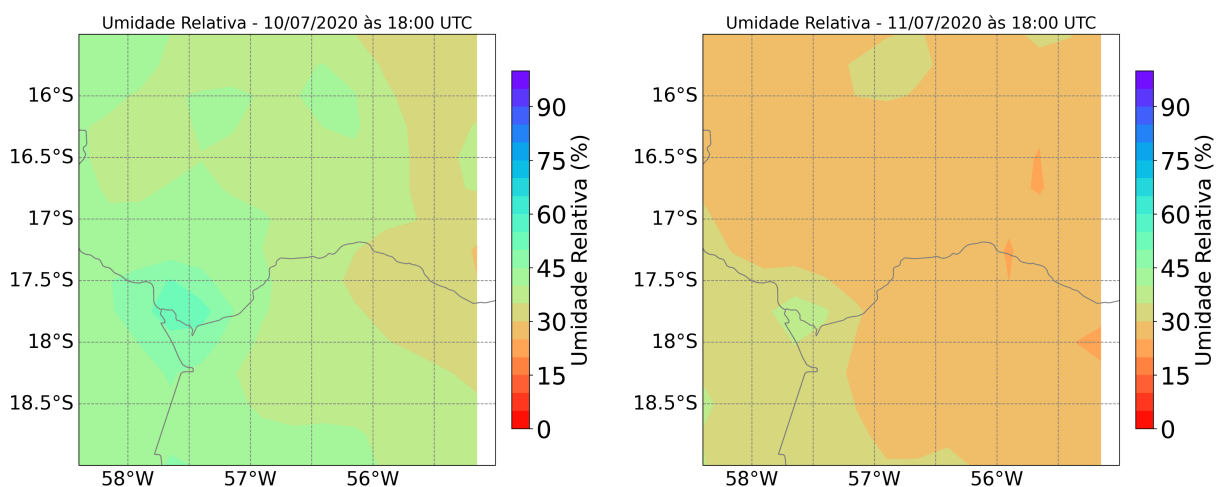 Umidade Relativa - 10/07/2020 às 18:00 UTC
16°S
16.5°S
17°S
17.5°S
18°S
18.5°S
58°W
57°W
56°W
90
75
60
45
30
15
0
Umidade Relativa (%)
Umidade Relativa - 11/07/2020 às 18:00 UTC
16°S
16.5°S
17°S
17.5°S
18°S
18.5°S
58°W
57°W
56°W
90
75
60
45
30
15
0
Umidade Relativa (%)